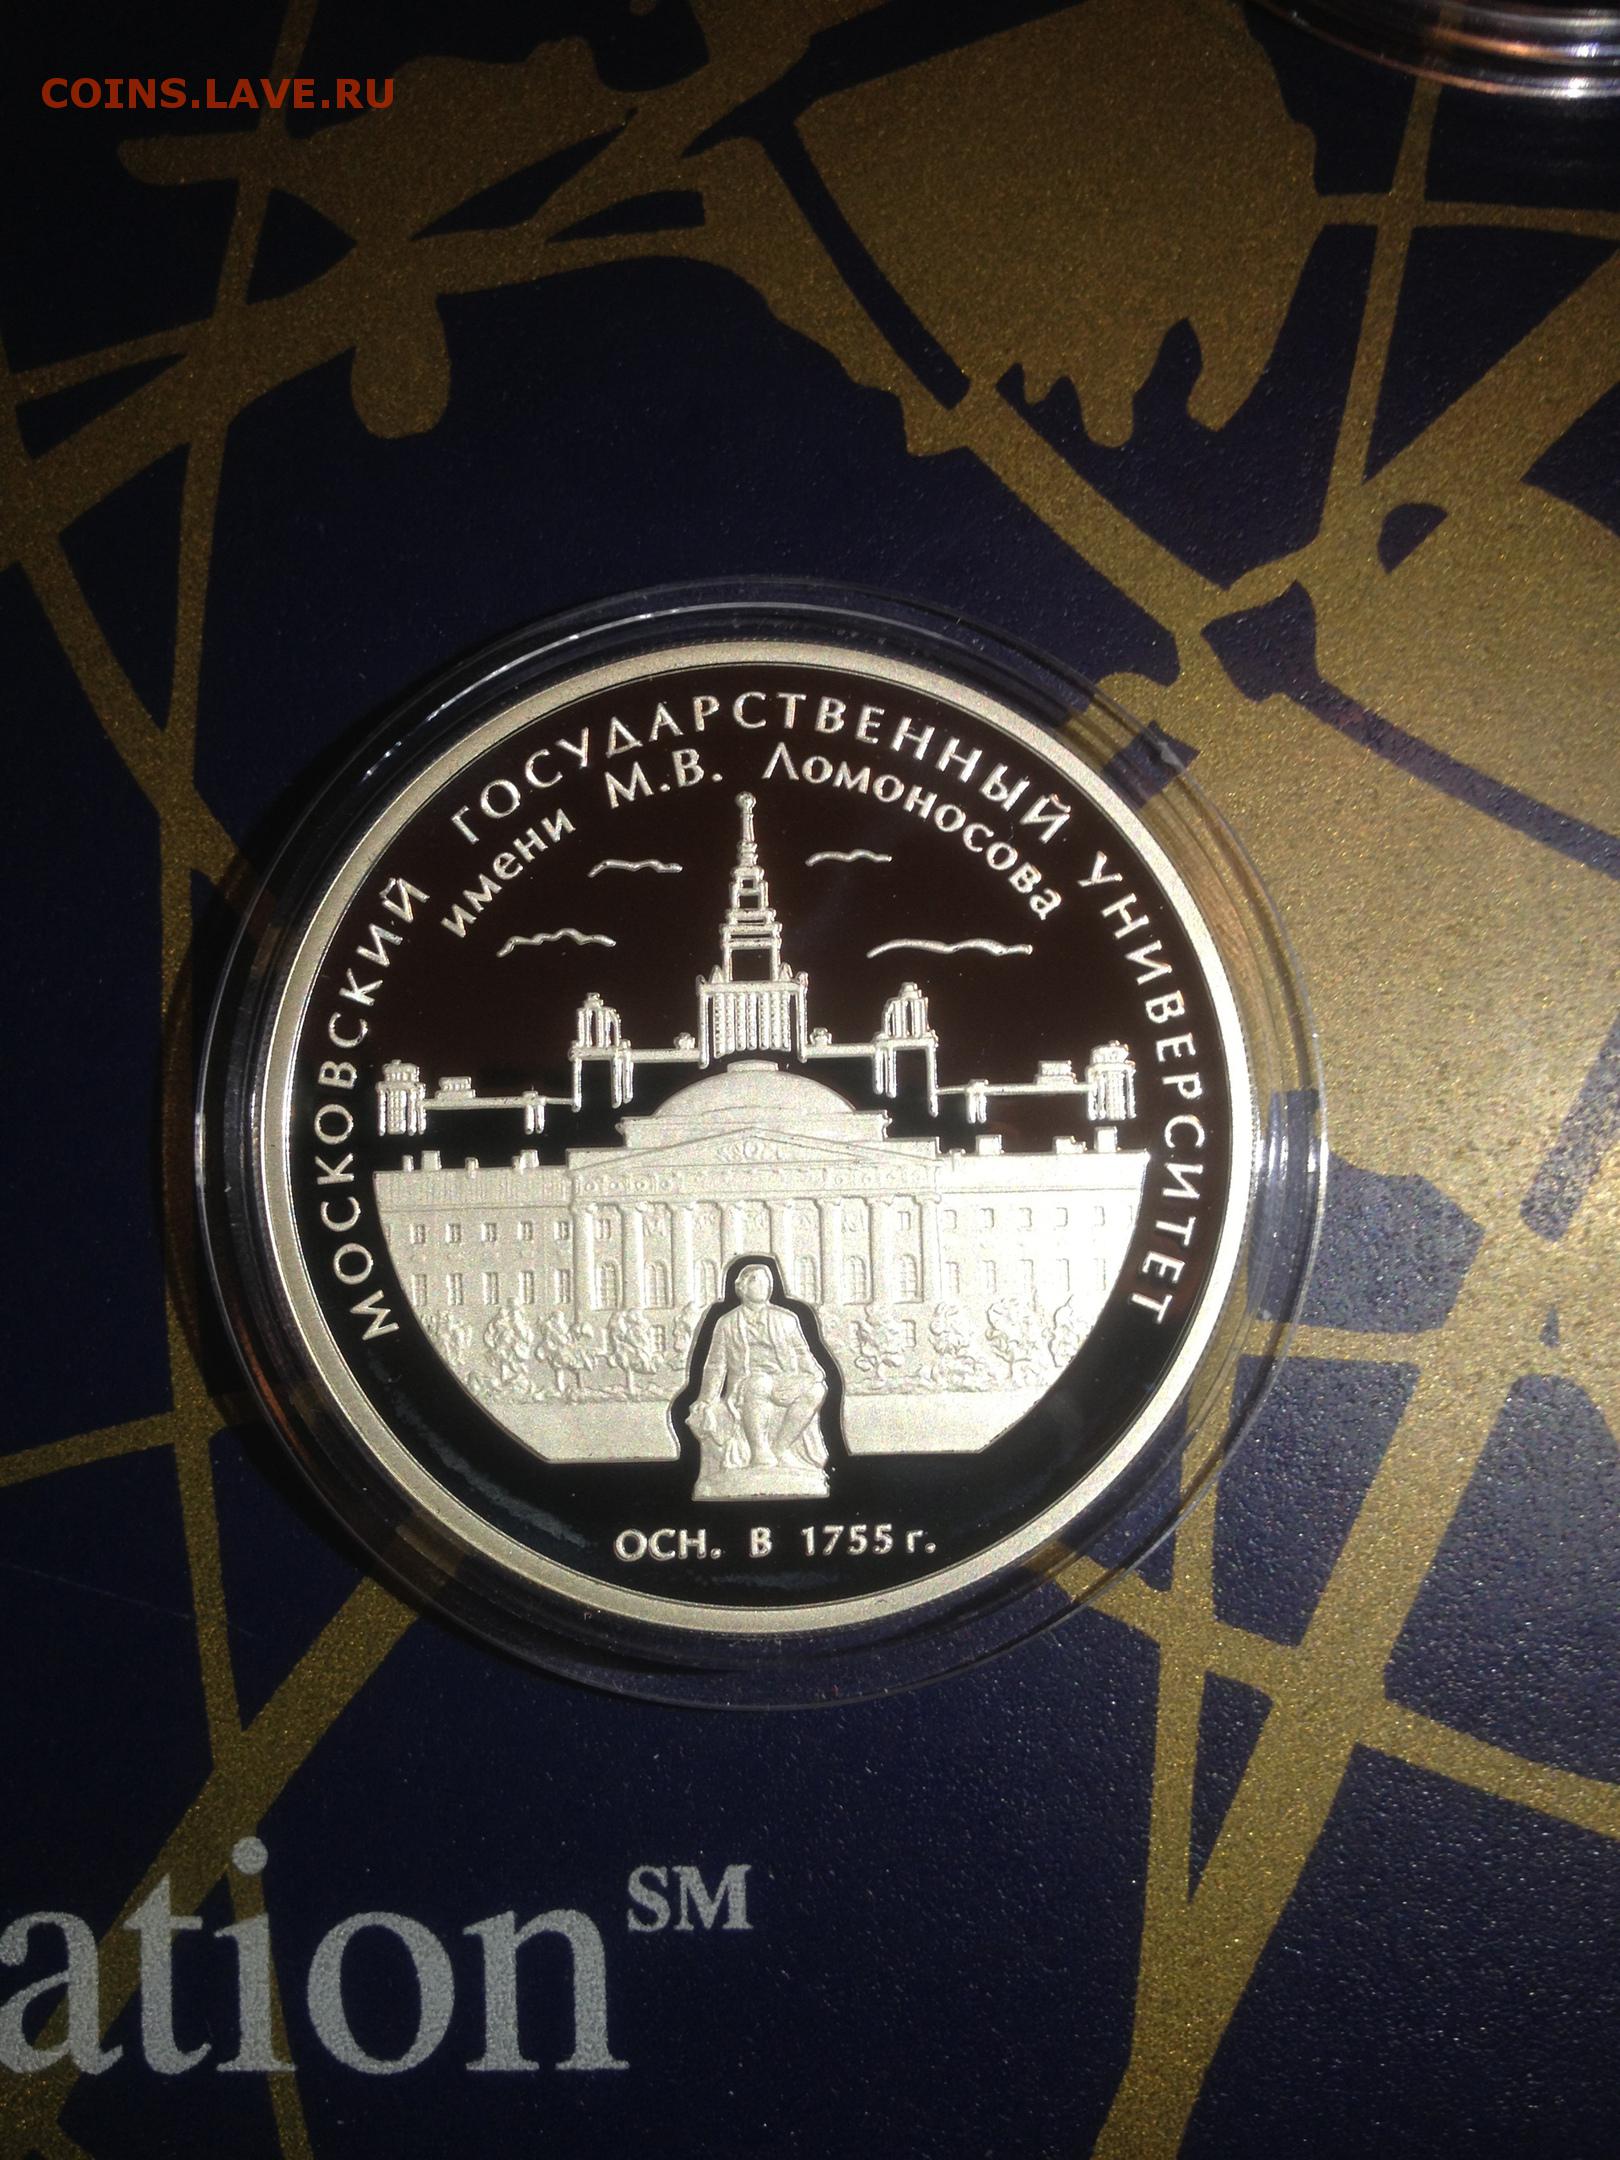 COINS.LAVE.RU
МОСКОВСКИЙ ГОСУДАРСТВЕННЫЙ УНИВЕРСИТЕТ
имени М.В. Ломоносова
ОСН. В 1755 г.
ation SM